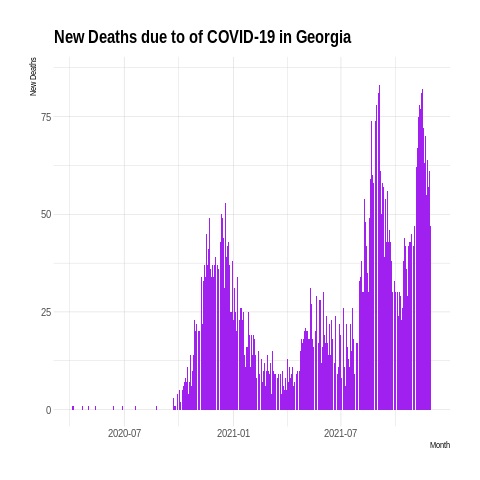 New Deaths due to of COVID-19 in Georgia
New Deaths
75
50
25
0
2020-07
2021-01
2021-07
Month